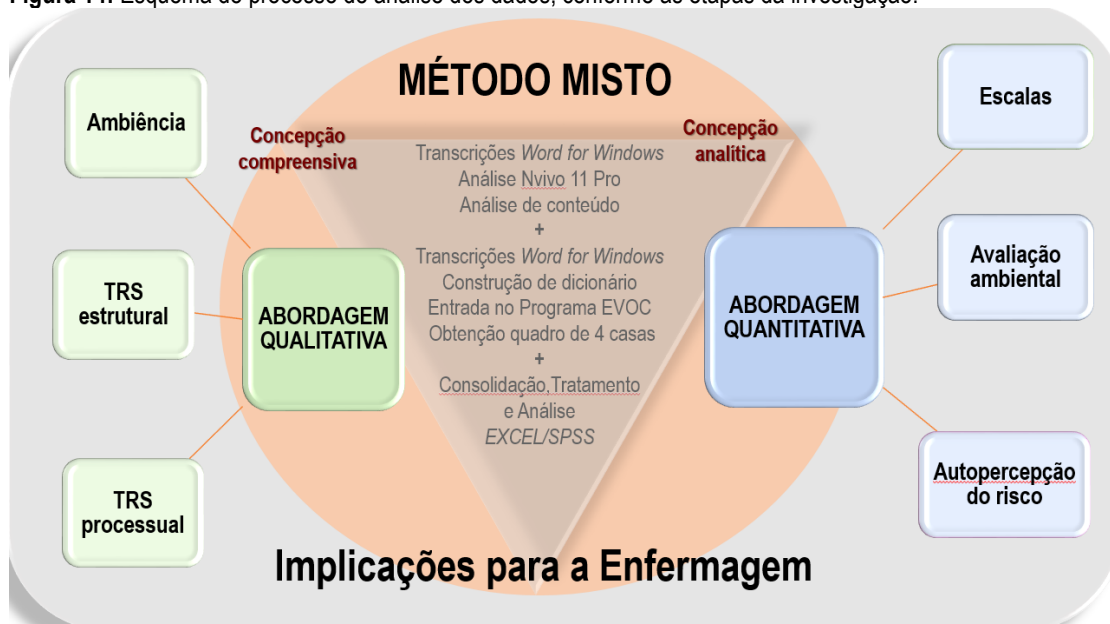 Esquema do processo de análise dos dados, conforme as etapas da investigação.
MÉTODO MISTO
Ambiência
Concepção
compreensiva
Concepção
analítica
Escalas
Transcrições Word for Windows
Análise Nvivo 11 Pro
Análise de conteúdo
+
Transcrições Word for Windows
Construção de dicionário
Entrada no Programa EVOC
Obtenção quadro de 4 casas
+
Consolidação,Tratamento
e Análise
EXCEL/SPSS
TRS
estrutural
ABORDAGEM
QUALITATIVA
ABORDAGEM
QUANTITATIVA
Avaliação
ambiental
TRS
processual
Autopercepção
do risco
Implicações para a Enfermagem